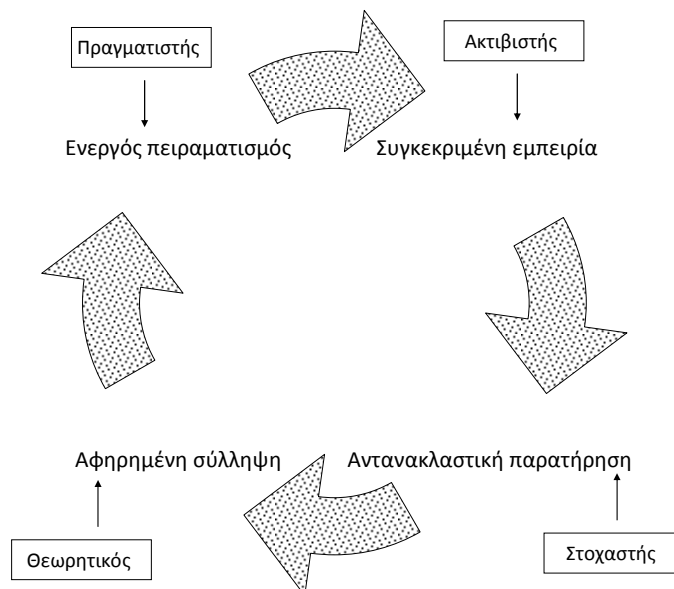 Πραγματιστής
Ακτιβιστής
Ενεργός πειραματισμός
Συγκεκριμένη εμπειρία
Αφηρημένη σύλληψη
Αντανακλαστική παρατήρηση
Θεωρητικός
Στοχαστής